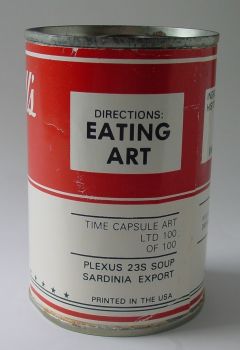 DIRECTIONS:
EATING
ART
TIME CAPSULE ART
LTD 100
OF 100
PLEXUS 23S SOUP
SARDINIA EXPORT
PRINTED IN THE USA